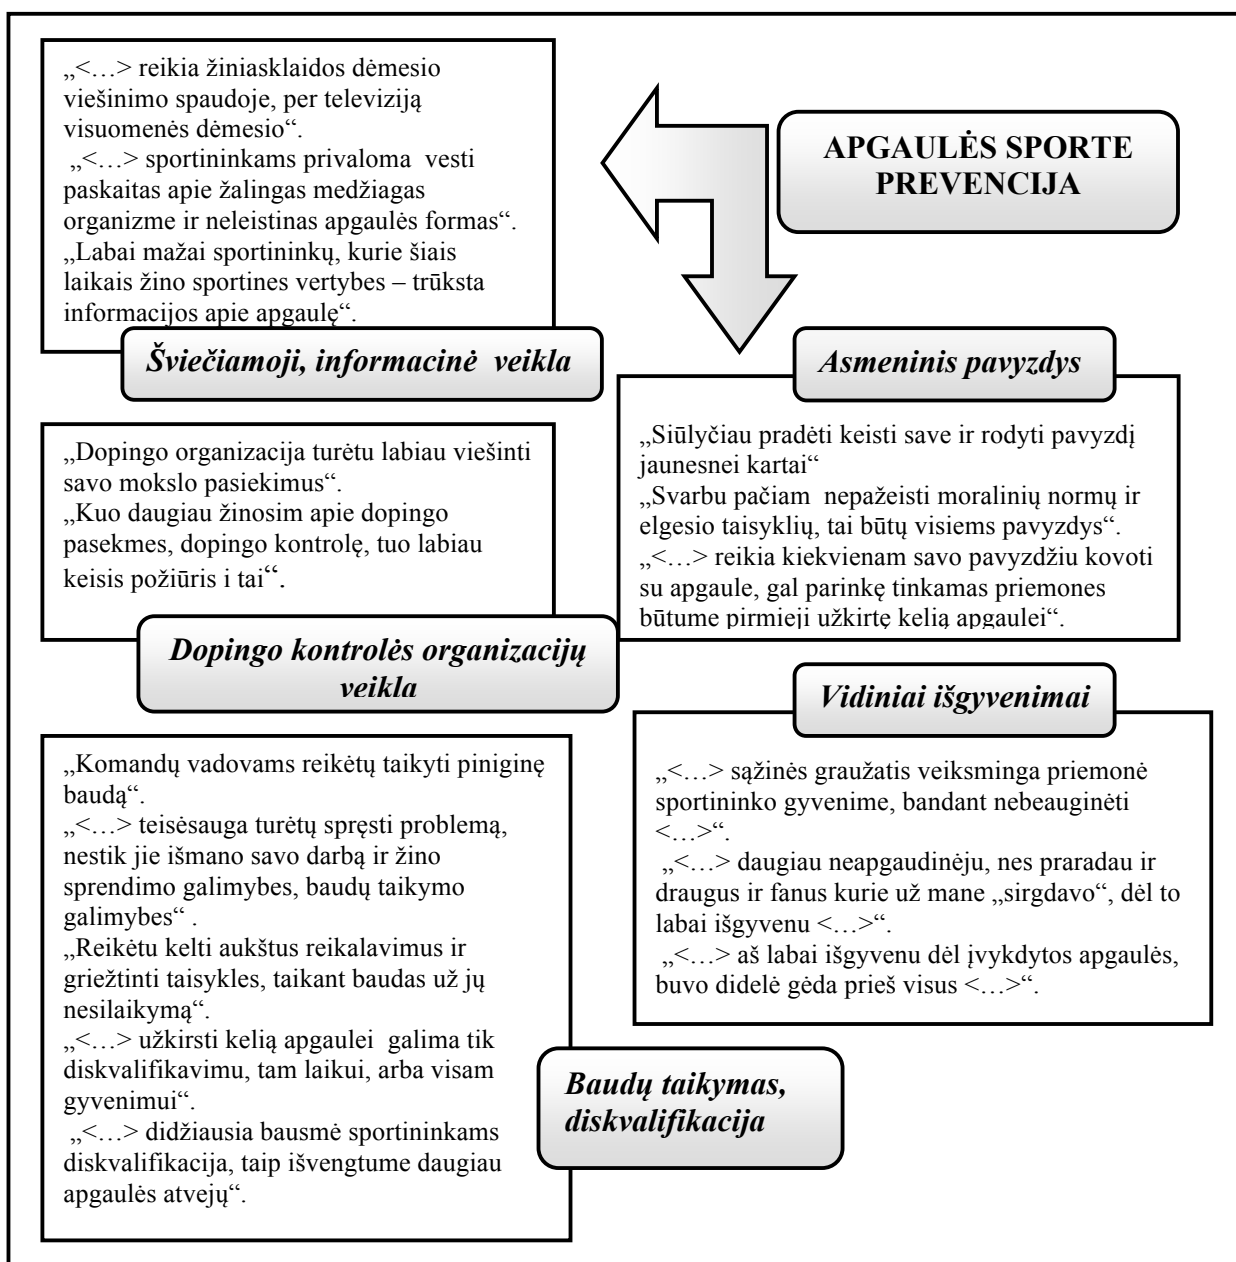 „<…> reikia žiniasklaidos dėmesio
viešinimo spaudoje, per televiziją
visuomenės dėmesio“.
„<…> sportininkams privaloma vesti
paskaitas apie žalingas medžiagas
organizme ir neleistinas apgaulės formas“.
„Labai mažai sportininkų, kurie šiais
laikais žino sportines vertybes – trūksta
informacijos apie apgaulę“.
Šviečiamoji, informacinė veikla
APGAULĖS SPORTE
PREVENCIJA
Asmeninis pavyzdys
„Siūlyčiau pradėti keisti save ir rodyti pavyzdį
jaunesnei kartai“
„Svarbu pačiam nepažeisti moralinių normų ir
elgesio taisyklių, tai būtų visiems pavyzdys“.
„<…> reikia kiekvienam savo pavyzdžiu kovoti
su apgaule, gal parinkę tinkamas priemones
būtume pirmieji užkirtę kelią apgaulei“.
„Dopingo organizacija turėtu labiau viešinti
savo mokslo pasiekimus“.
„Kuo daugiau žinosim apie dopingo
pasekmes, dopingo kontrolę, tuo labiau
keisis požiūris i tai“.
Dopingo kontrolės organizacijų
veikla
Vidiniai išgyvenimai
„<…> sąžinės graužatis veiksminga priemonė
sportininko gyvenime, bandant nebeauginėti
<…>“.
„<…> daugiau neapgaudinėju, nes praradau ir
draugus ir fanus kurie už mane „sirgdavo“, dėl to
labai išgyvenu <…>“.
„<…> aš labai išgyvenu dėl įvykdytos apgaulės,
buvo didelė gėda prieš visus <…>“.
„Komandų vadovams reikėtų taikyti piniginę
baudą“.
„<…> teisėsauga turėtų spręsti problemą,
nestik jie išmano savo darbą ir žino
sprendimo galimybes, baudų taikymo
galimybes“ .
„Reikėtu kelti aukštus reikalavimus ir
griežtinti taisykles, taikant baudas už jų
nesilaikymą“.
„<…> užkirsti kelią apgaulei galima tik
diskvalifikavimu, tam laikui, arba visam
gyvenimui“.
„<…> didžiausia bausmė sportininkams
diskvalifikacija, taip išvengtume daugiau
apgaulės atvejų“.
Baudų taikymas,
diskvalifikacija